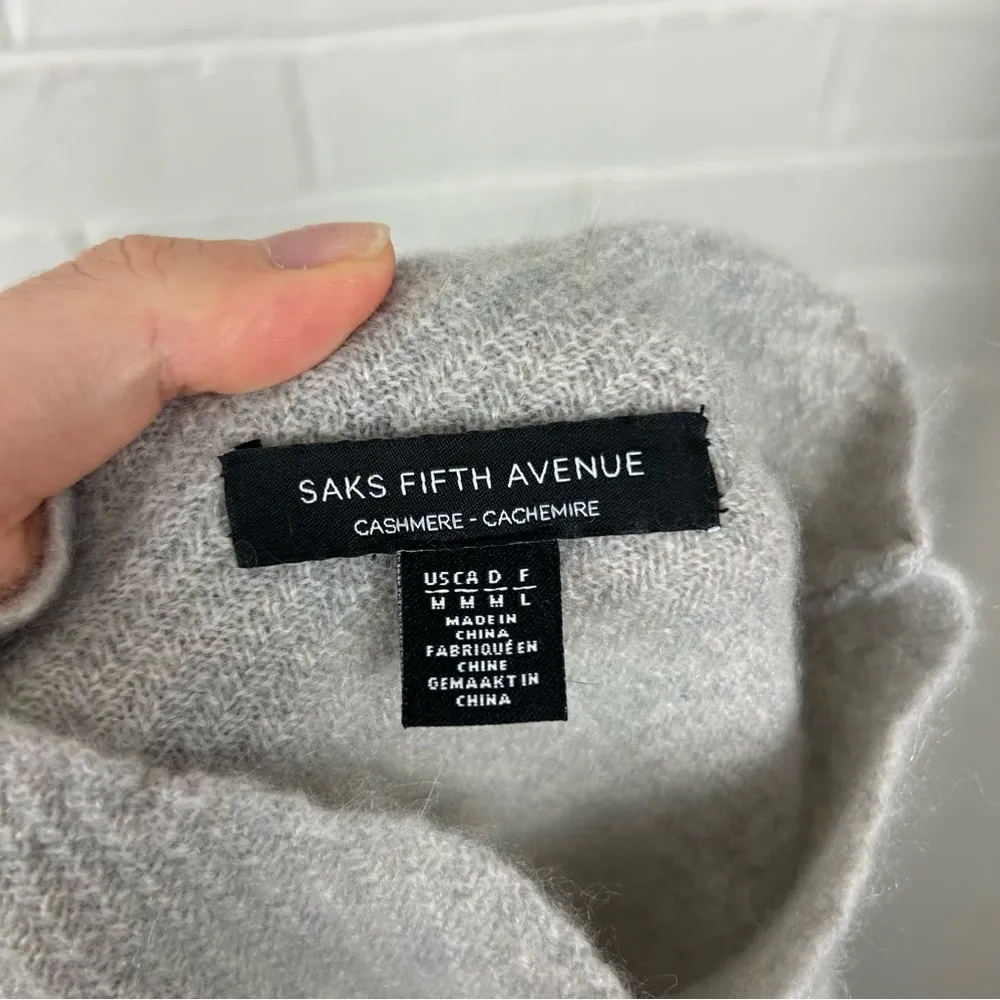 SAKS FIFTH AVENUE
CASHMERE - CACHEMIRE
US CA D F
M M M L
MADE IN
CHINA
FABRIQUÉ EN
CHINE
GEMAAKT IN
CHINA